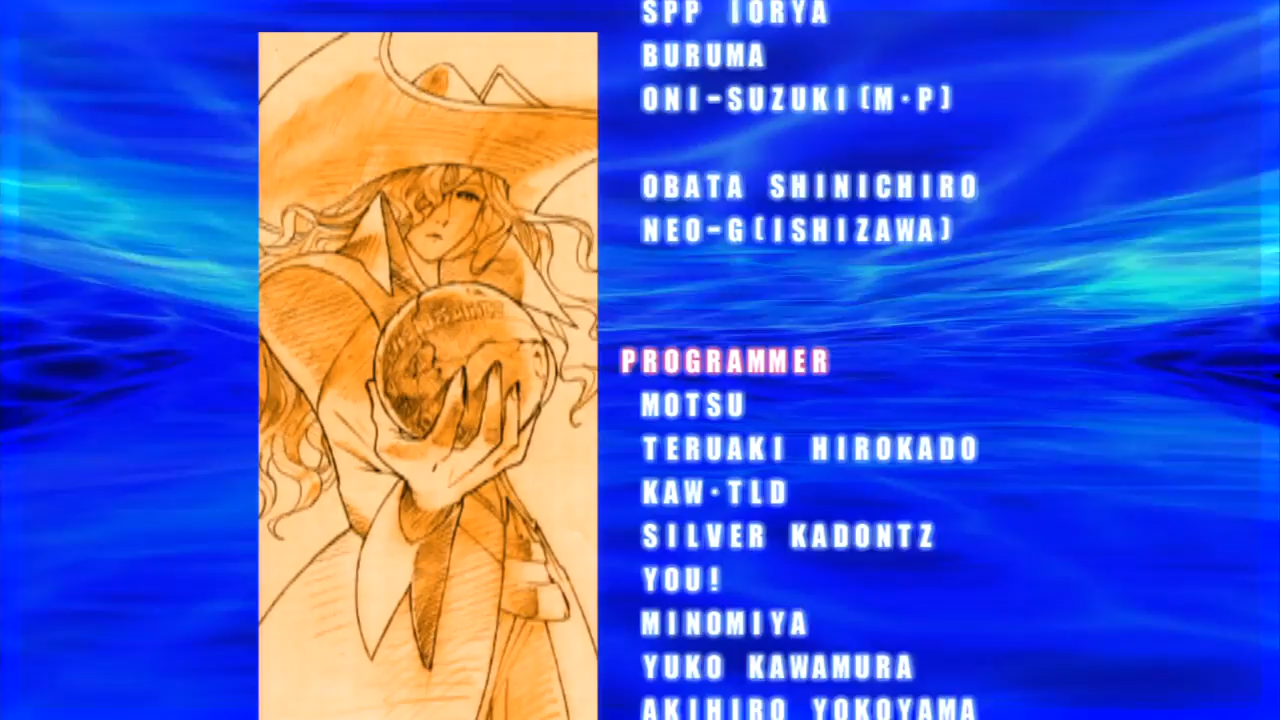 SPP IORYA
BURUMA
ONI-SUZUKI(M·P)
OBATA SHINICHIRO
NEO-G(ISHIZAWA)
PROGRAMMER
MOTSU
TERUAKI HIROKADO
KAW·TLD
SILVER KADONTZ
YOU!
MINOMIYA
YUKO KAWAMURA
AKIHIRO YOKOYAMA